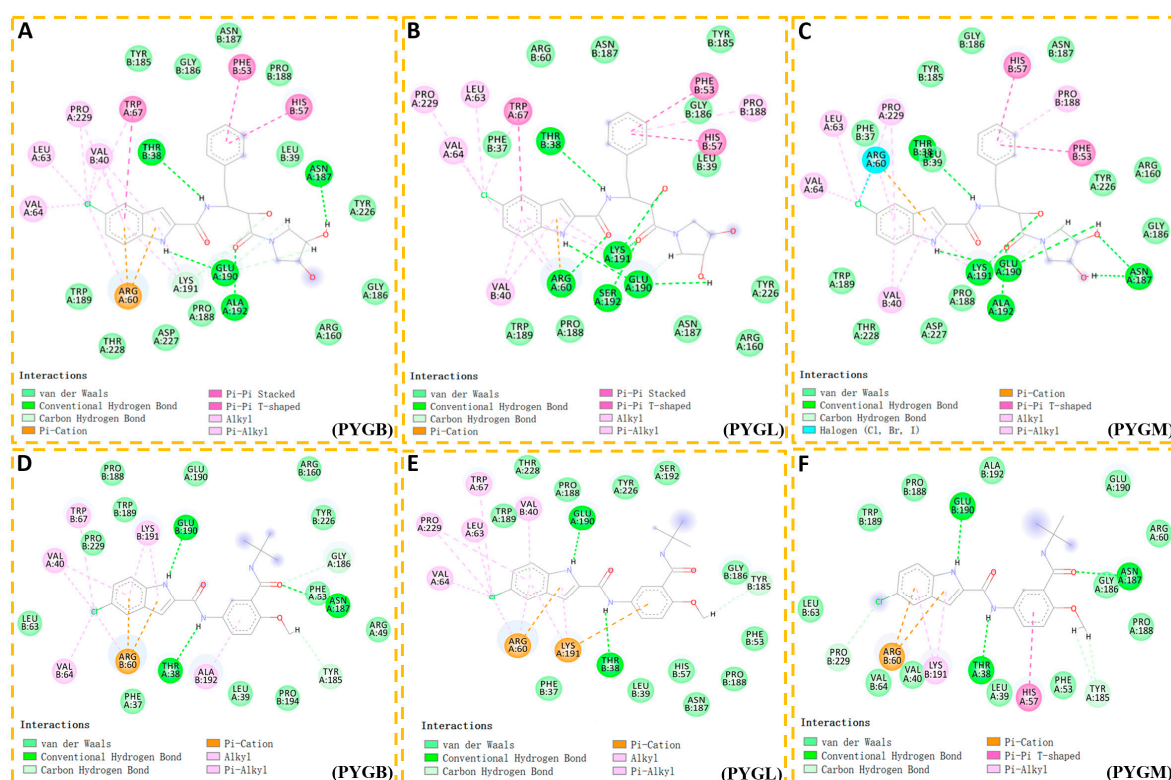 A
ASN
B:187
TYR
B:185
GLY
B:186
PHE
B:53
PRO
B:188
PRO
A:229
TRP
A:67
HIS
B:57
THR
B:38
LEU
A:63
VAL
B:40
LEU
B:39
ASN
A:187
VAL
A:64
Cl
H
N
O
H
O
H
O
N
H
O
TYR
A:226
N
H
GLU
A:190
ARG
A:60
LYS
A:191
TRP
A:189
PRO
B:188
ALA
B:192
GLY
A:186
THR
A:228
ASP
A:227
ARG
A:160
Interactions
van der Waals
Conventional Hydrogen Bond
Carbon Hydrogen Bond
Pi-Cation
Pi-Pi Stacked
Pi-Pi T-shaped
Alkyl
Pi-Alkyl
(PYGB)
B
ARG
B:60
ASN
B:187
TYR
B:185
LEU
A:63
PHE
B:53
PRO
A:229
TRP
A:67
GLY
B:186
PRO
B:188
VAL
A:64
PHE
B:37
THR
B:38
HIS
B:57
LEU
B:39
Cl
H
N
O
O
O
N
O
O
H
N
H
LYS
A:191
ARG
A:60
SER
B:192
GLU
B:190
VAL
B:40
TYR
B:226
TRP
A:189
PRO
B:188
ASN
A:187
ARG
A:160
Interactions
van der Waals
Conventional Hydrogen Bond
Carbon Hydrogen Bond
Pi-Cation
Pi-Pi Stacked
Pi-Pi T-shaped
Alkyl
Pi-Alkyl
(PYGL)
C
GLY
B:186
ASN
B:187
TYR
B:185
HIS
B:57
PRO
B:188
LEU
A:63
PRO
A:229
PHE
B:37
THR
B:38
LEU
B:39
ARG
A:60
PHE
B:53
VAL
A:64
ARG
A:160
TYR
A:226
Cl
H
N
O
O
O
N
H
O
O
H
N
H
GLY
A:186
LYS
A:191
GLU
A:190
ASN
A:187
TRP
A:189
VAL
B:40
PRO
B:188
ALA
B:192
THR
A:228
ASP
A:227
Interactions
van der Waals
Conventional Hydrogen Bond
Carbon Hydrogen Bond
Halogen (Cl, Br, I)
Pi-Cation
Pi-Pi T-shaped
Alkyl
Pi-Alkyl
(PYGM)
D
PRO
B:188
GLU
A:190
ARG
B:160
TRP
B:67
TRP
B:189
LYS
B:191
GLU
B:190
TYR
B:226
PRO
B:229
VAL
A:40
GLY
A:186
PHE
A:53
ASN
A:187
Cl
H
N
O
N
H
N
O
O
LEU
B:63
ARG
A:49
VAL
B:64
ARG
B:60
THR
A:38
ALA
B:192
TYR
A:185
PHE
A:37
LEU
A:39
PRO
B:194
van der Waals
Conventional Hydrogen Bond
Carbon Hydrogen Bond
Pi-Cation
Alkyl
Pi-Alkyl
(PYGB)
E
TRP
A:67
THR
A:228
PRO
A:188
TYR
A:226
SER
A:192
PRO
A:229
LEU
A:63
TRP
A:189
VAL
B:40
GLU
A:190
VAL
A:64
GLY
B:186
TYR
B:185
Cl
H
N
O
N
H
N
O
O
ARG
A:60
LYS
A:191
PHE
B:53
THR
B:38
HIS
B:57
PRO
B:188
PHE
B:37
LEU
B:39
ASN
B:187
Interactions
van der Waals
Conventional Hydrogen Bond
Carbon Hydrogen Bond
Pi-Cation
Alkyl
Pi-Alkyl
(PYGL)
F
ALA
B:192
PRO
B:188
GLU
B:190
GLU
A:190
TRP
B:189
ARG
A:60
ASN
A:187
GLY
A:186
Cl
H
N
O
N
H
N
O
O
LEU
B:63
PRO
A:188
PRO
B:229
ARG
B:60
VAL
B:64
VAL
A:40
LYS
B:191
THR
A:38
LEU
A:39
HIS
A:57
PHE
A:53
TYR
A:185
Interactions
van der Waals
Conventional Hydrogen Bond
Carbon Hydrogen Bond
Pi-Cation
Pi-Pi T-shaped
Pi-Alkyl
(PYGM)